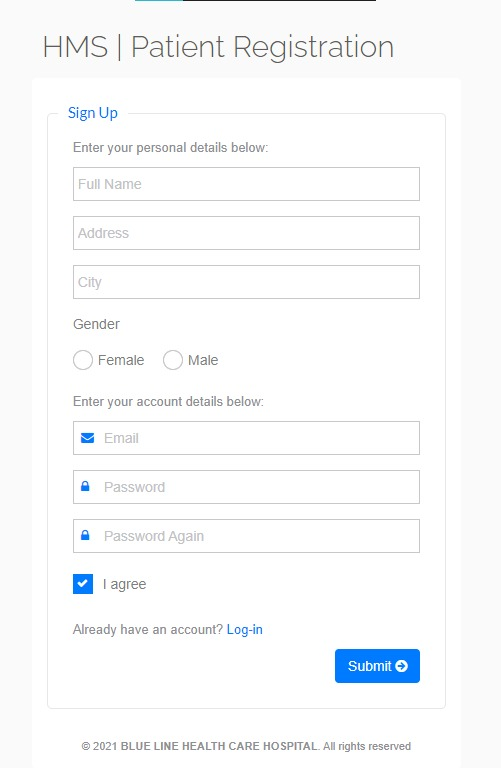 HMS | Patient Registration
Sign Up
Enter your personal details below:
Full Name
Address
City
Gender
Female Male
Enter your account details below:
Email
Password
Password Again
I agree
Already have an account? Log-in
Submit
© 2021 BLUE LINE HEALTH CARE HOSPITAL. All rights reserved